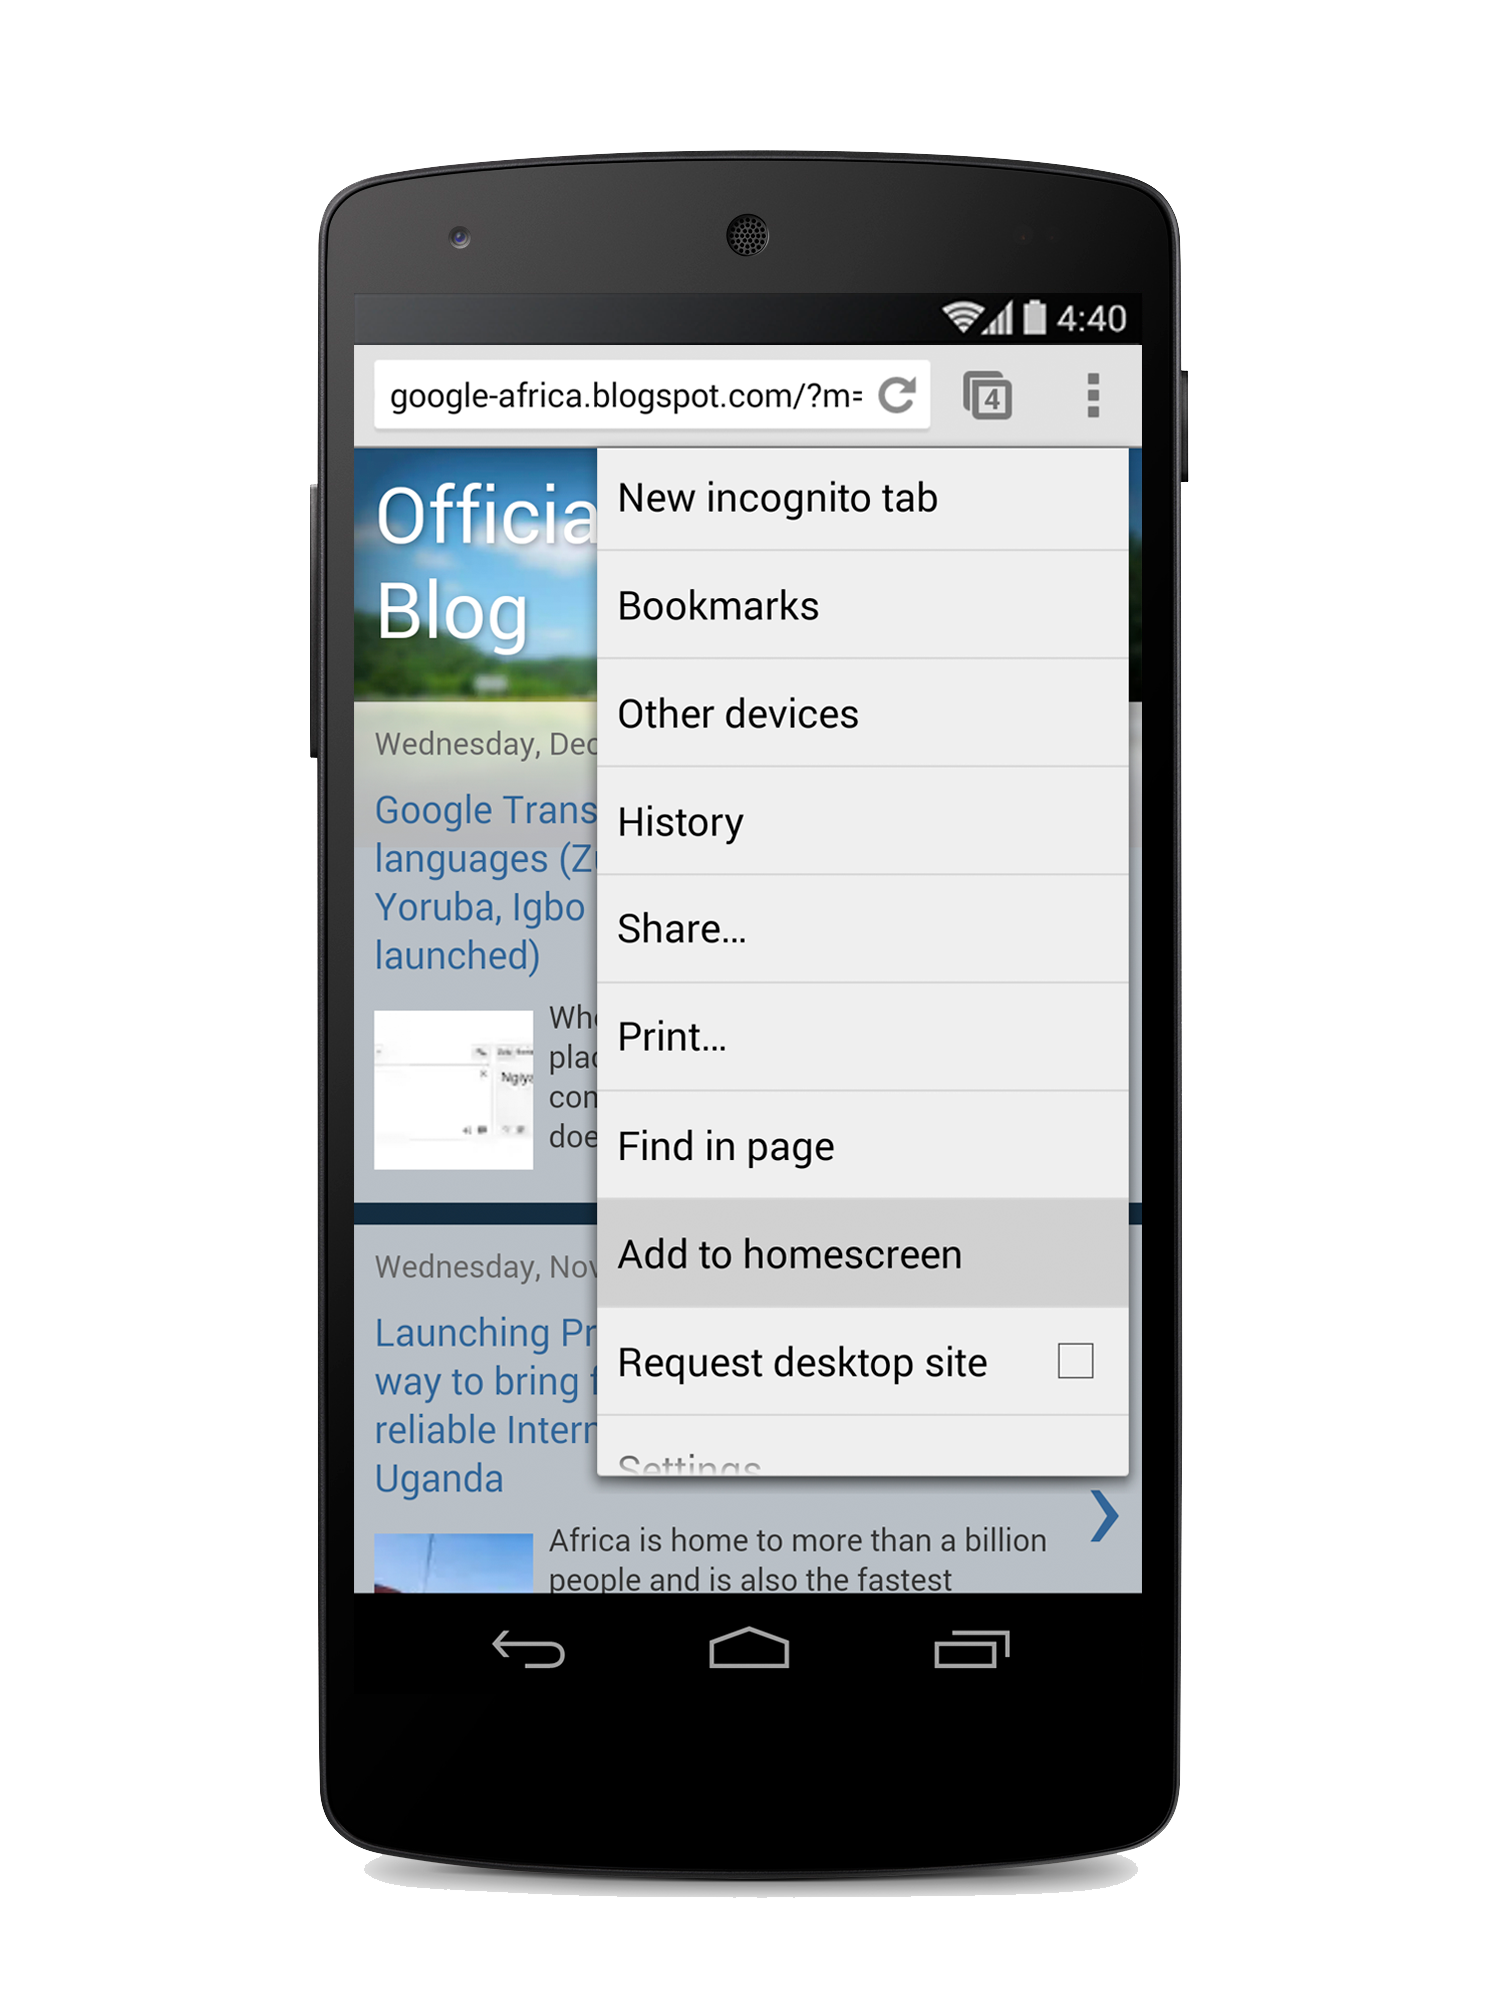 4:40
google-africa.blogspot.com/?m=
4
Officia
Blog
New incognito tab
Bookmarks
Other devices
History
Share...
Print...
Find in page
Add to homescreen
Request desktop site
Settings
Wednesday, Dec
Google Trans
languages (Zu
Yoruba, Igbo
launched)
Whe
plac
con
doe
Ngiya
Wednesday, Nov
Launching Pr
way to bring f
reliable Intern
Uganda
Africa is home to more than a billion
people and is also the fastest